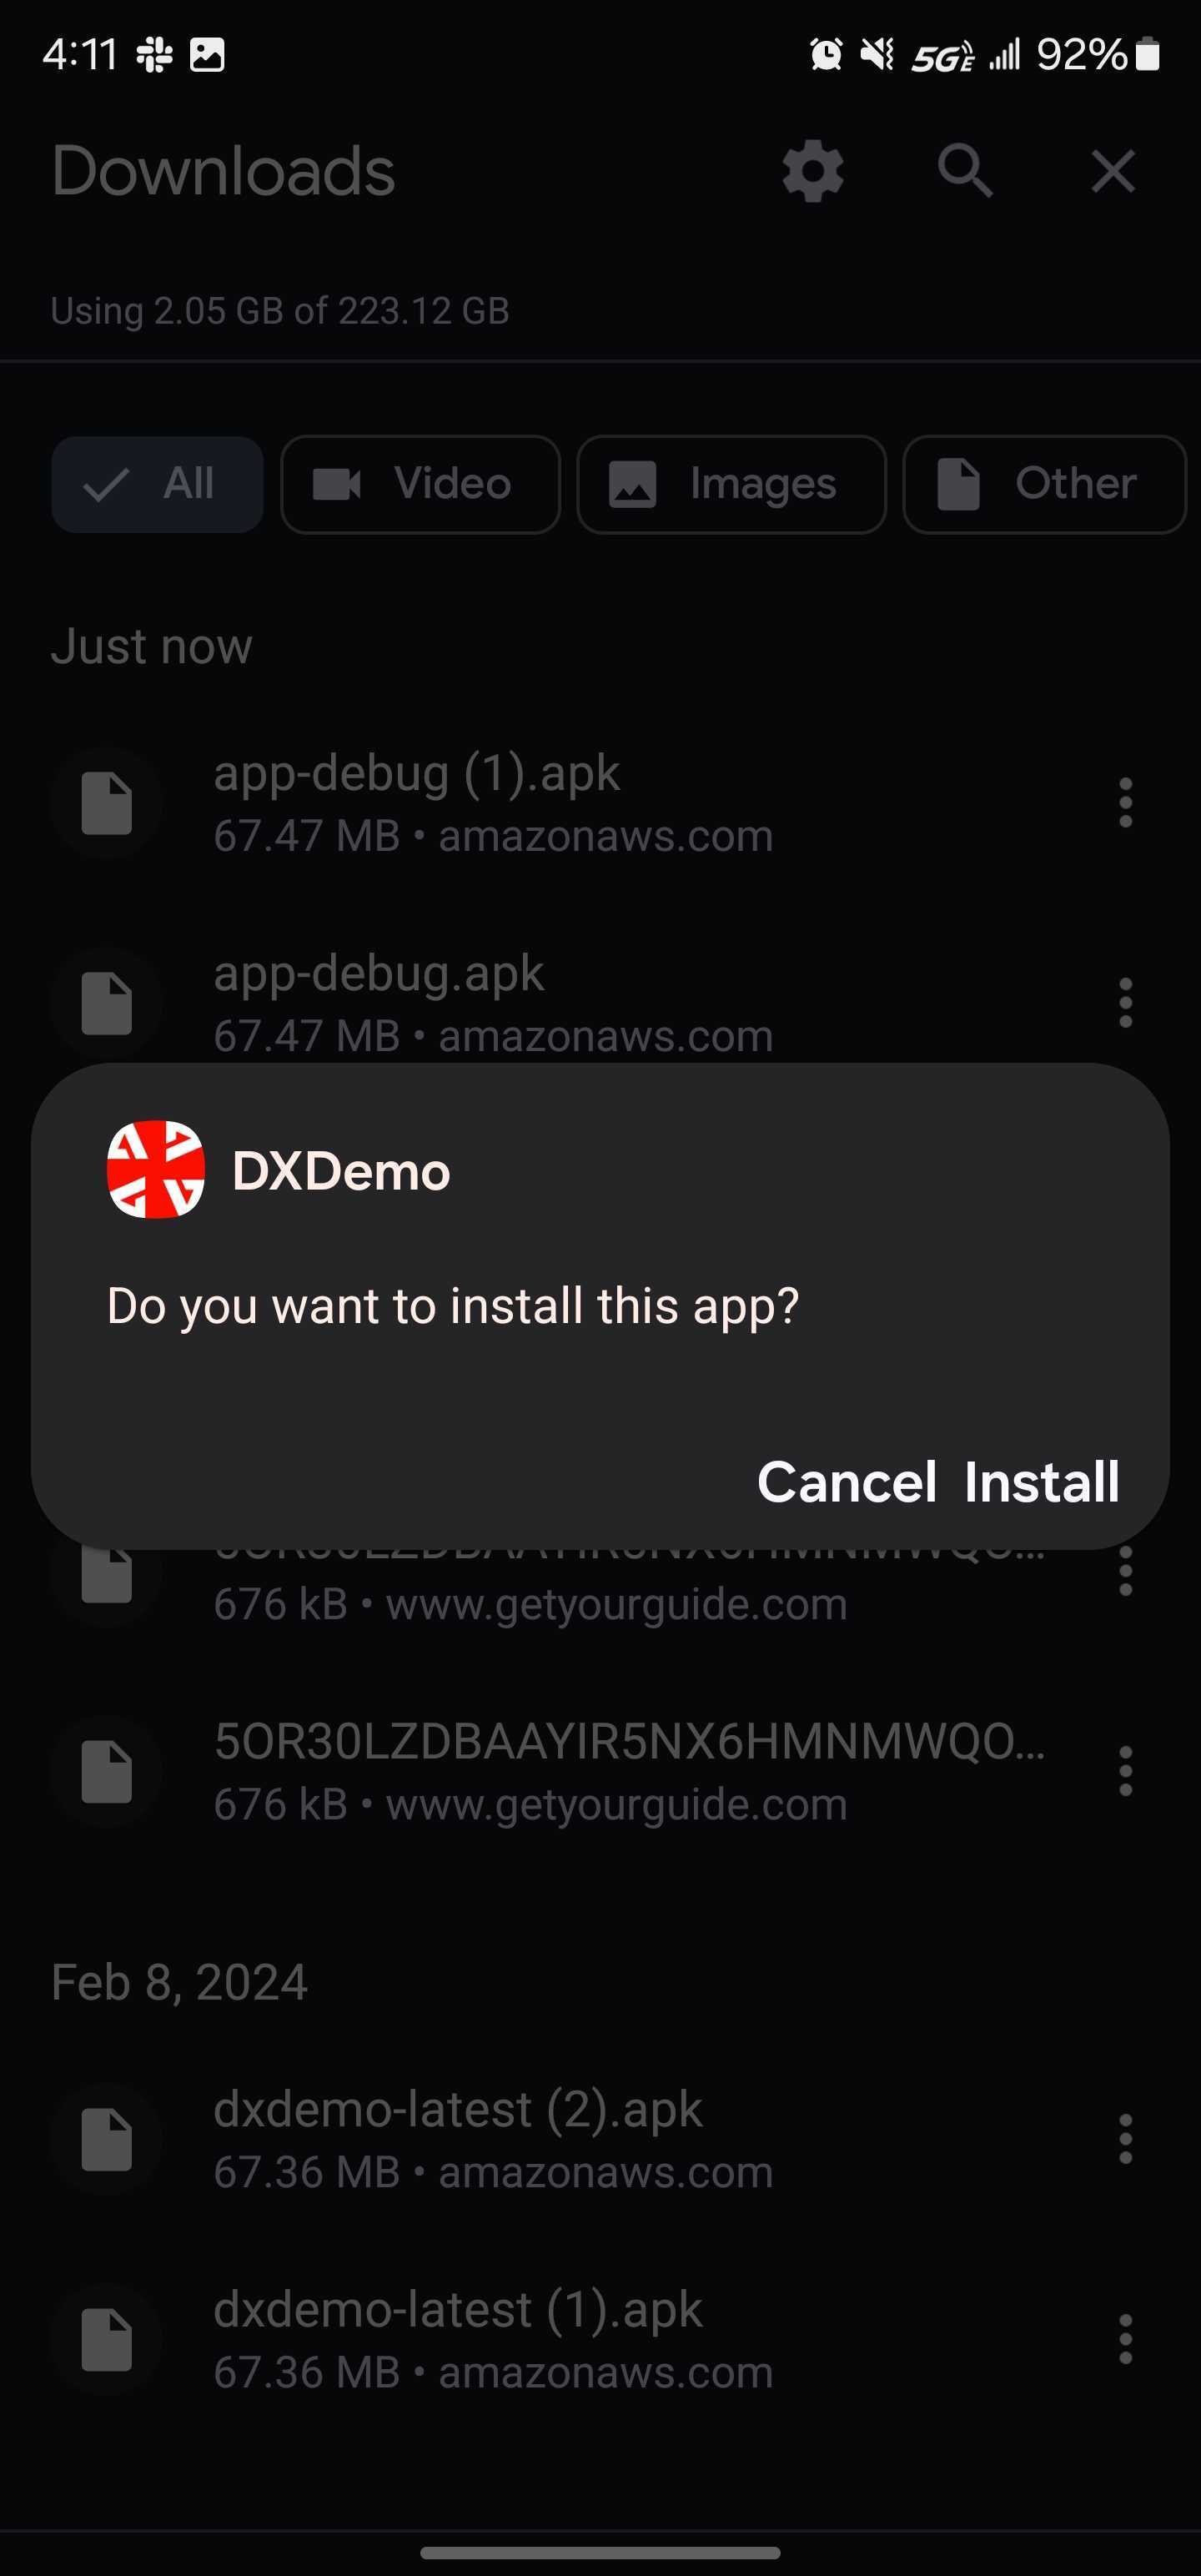 4:11 5GE 92%
Downloads
Using 2.05 GB of 223.12 GB
All Video Images Other
Just now
app-debug (1).apk
67.47 MB • amazonaws.com
app-debug.apk
67.47 MB • amazonaws.com
DXDemo
Do you want to install this app?
Cancel Install
676 kB • www.getyourguide.com
5OR30LZDBAAYIR5NX6HMNMWQO...
676 kB • www.getyourguide.com
Feb 8, 2024
dxdemo-latest (2).apk
67.36 MB • amazonaws.com
dxdemo-latest (1).apk
67.36 MB • amazonaws.com